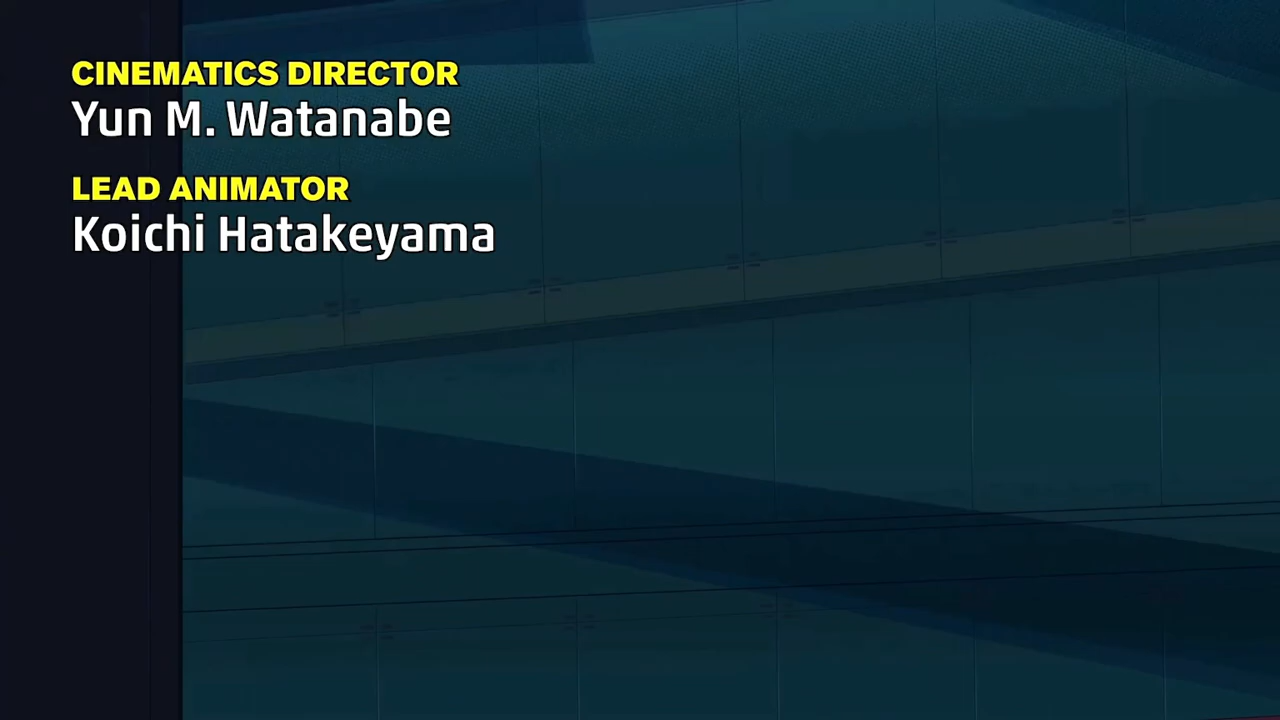 CINEMATICS DIRECTOR
Yun M. Watanabe
LEAD ANIMATOR
Koichi Hatakeyama